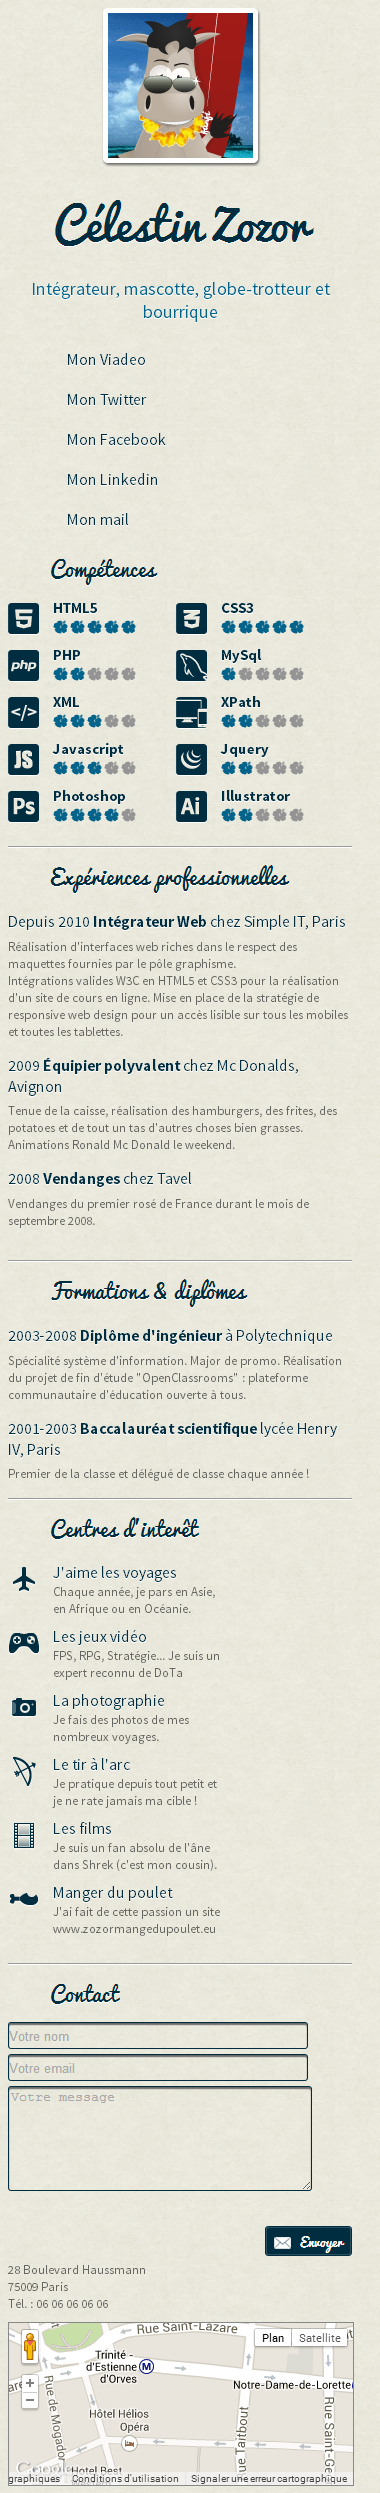 Célestin Zozor
Intégrateur, mascotte, globe-trotteur et
bourrique
Mon Viadeo
Mon Twitter
Mon Facebook
Mon Linkedin
Mon mail
Compétences
HTML5
CSS3
php PHP
MySql
</> XML
XPath
JS Javascript
Jquery
Ps Photoshop
Ai Illustrator
Expériences professionnelles
Depuis 2010 Intégrateur Web chez Simple IT, Paris
Réalisation d'interfaces web riches dans le respect des
maquettes fournies par le pôle graphisme.
Intégrations valides W3C en HTML5 et CSS3 pour la réalisation
d'un site de cours en ligne. Mise en place de la stratégie de
responsive web design pour un accès lisible sur tous les mobiles
et toutes les tablettes.
2009 Équipier polyvalent chez Mc Donalds,
Avignon
Tenue de la caisse, réalisation des hamburgers, des frites, des
potatoes et de tout un tas d'autres choses bien grasses.
Animations Ronald Mc Donald le weekend.
2008 Vendanges chez Tavel
Vendanges du premier rosé de France durant le mois de
septembre 2008.
Formations & diplômes
2003-2008 Diplôme d'ingénieur à Polytechnique
Spécialité système d'information. Major de promo. Réalisation
du projet de fin d'étude "OpenClassrooms" : plateforme
communautaire d'éducation ouverte à tous.
2001-2003 Baccalauréat scientifique lycée Henry
IV, Paris
Premier de la classe et délégué de classe chaque année !
Centres d'interêt
J'aime les voyages
Chaque année, je pars en Asie,
en Afrique ou en Océanie.
Les jeux vidéo
FPS, RPG, Stratégie... Je suis un
expert reconnu de DoTa
La photographie
Je fais des photos de mes
nombreux voyages.
Le tir à l'arc
Je pratique depuis tout petit et
je ne rate jamais ma cible !
Les films
Je suis un fan absolu de l'âne
dans Shrek (c'est mon cousin).
Manger du poulet
J'ai fait de cette passion un site
www.zozormangedupoulet.eu
Contact
Votre nom
Votre email
Votre message
Envoyer
28 Boulevard Haussmann
75009 Paris
Tél. : 06 06 06 06 06
Rue Saint-Lazare
Plan
Satellite
Trinité -
d'Estienne
d'Orves
M
Notre-Dame-de-Lorette
Rue de Mogador
Hôtel Hélios
Opéra
Taitbout
Rue Saint-Ge
Google
Hotel Best
graphiques
Conditions d'utilisation
Signaler une erreur cartographique